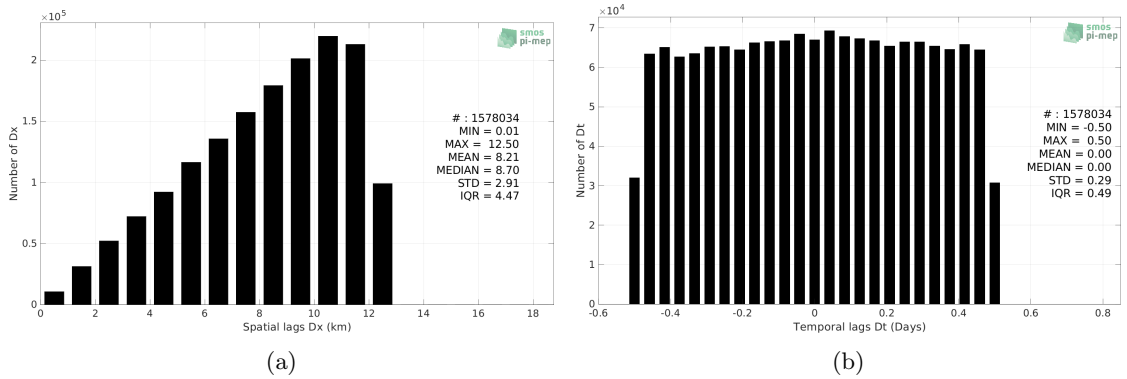 ×10⁵
smos
pi-mep
2
1.5
1
0.5
0
Number of Dx
# : 1578034
MIN = 0.01
MAX = 12.50
MEAN = 8.21
MEDIAN = 8.70
STD = 2.91
IQR = 4.47
0 2 4 6 8 10 12 14 16 18
Spatial lags Dx (km)
(a)
×10⁴
smos
pi-mep
7
6
5
4
3
2
1
0
Number of Dt
# : 1578034
MIN = -0.50
MAX = 0.50
MEAN = 0.00
MEDIAN = 0.00
STD = 0.29
IQR = 0.49
-0.6 -0.4 -0.2 0 0.2 0.4 0.6 0.8
Temporal lags Dt (Days)
(b)